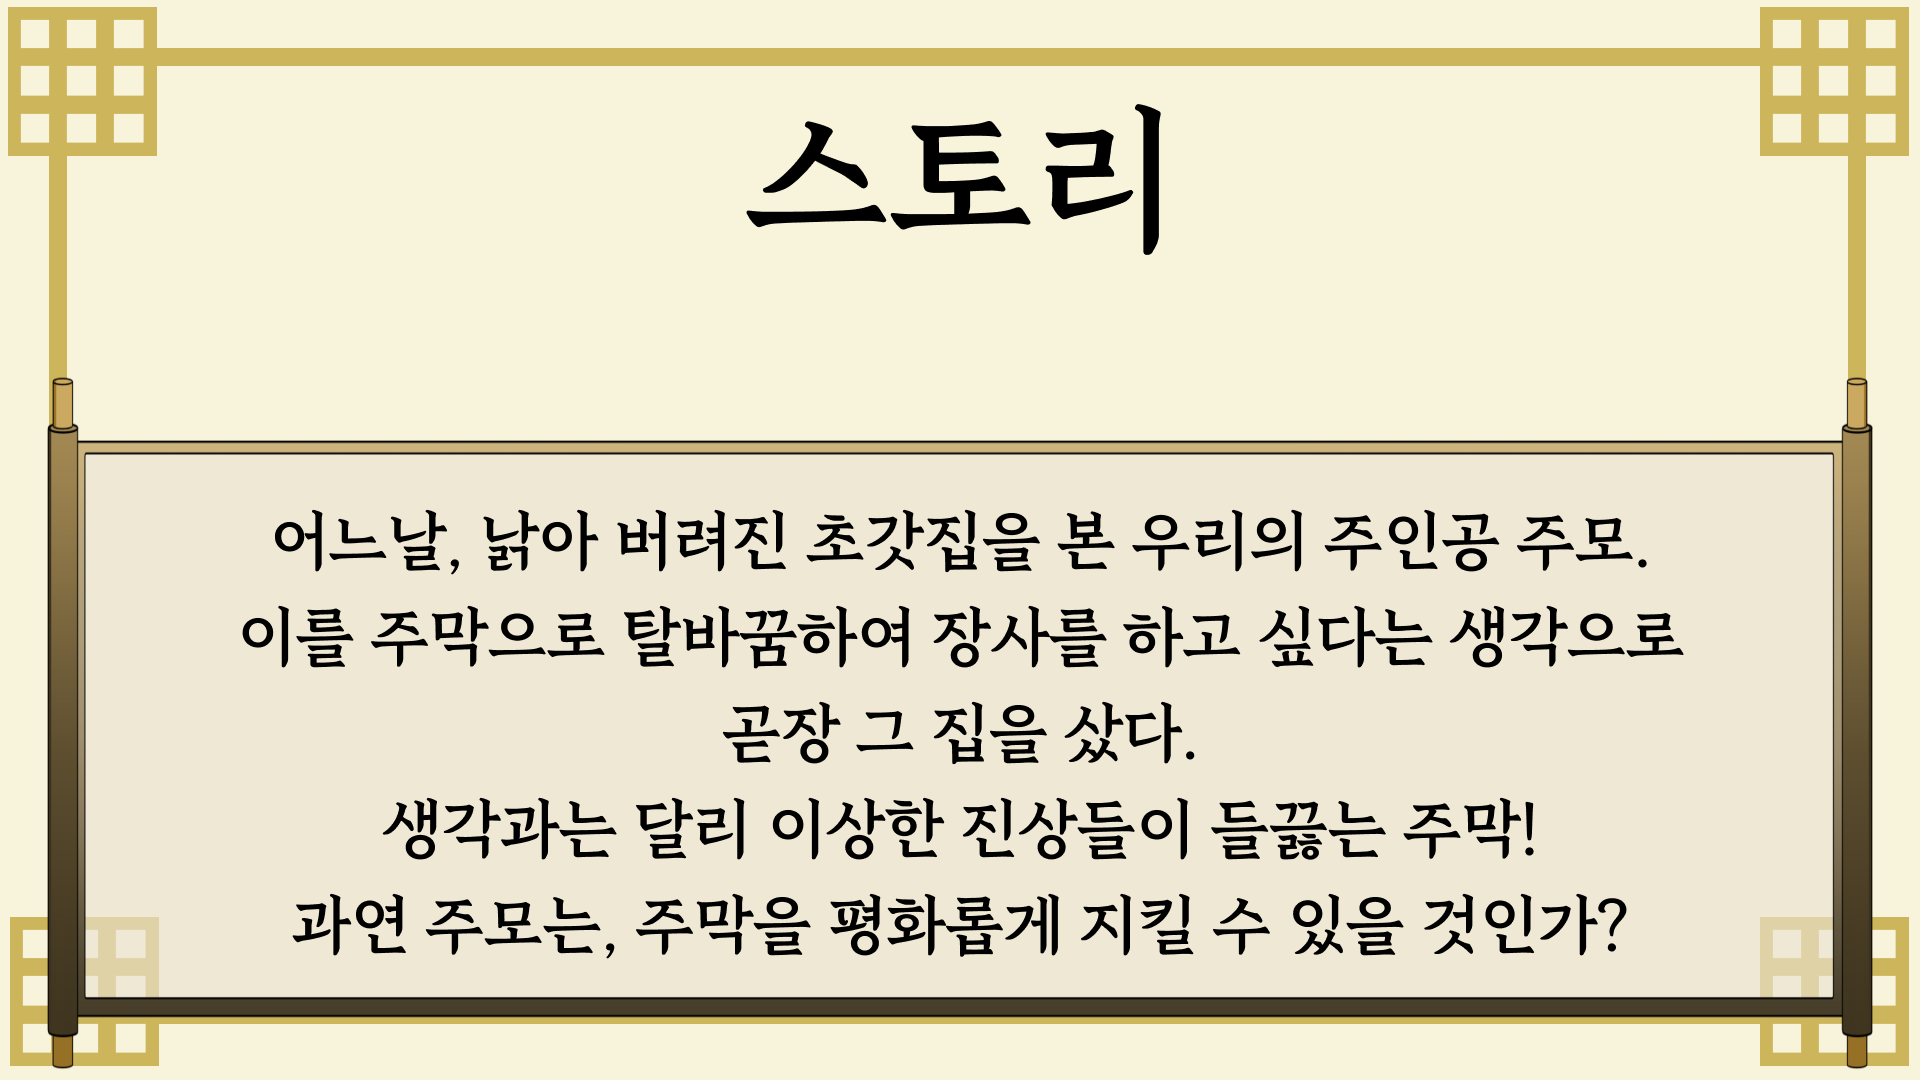 스토리
어느날, 낡아 버려진 초갓집을 본 우리의 주인공 주모.
이를 주막으로 탈바꿈하여 장사를 하고 싶다는 생각으로
곧장 그 집을 샀다.
생각과는 달리 이상한 진상들이 들끓는 주막!
과연 주모는, 주막을 평화롭게 지킬 수 있을 것인가?